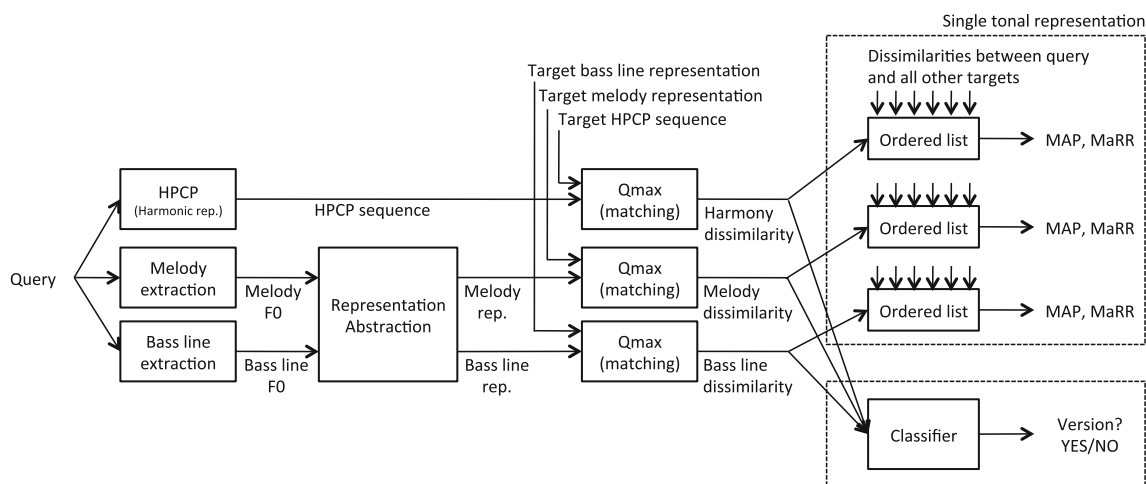 Single tonal representation
Dissimilarities between query
and all other targets
Target bass line representation
Target melody representation
Target HPCP sequence
Ordered list
MAP, MaRR
HPCP
(Harmonic rep.)
HPCP sequence
Qmax
(matching)
Harmony
dissimilarity
Ordered list
MAP, MaRR
Query
Melody
extraction
Melody
F0
Representation
Abstraction
Melody
rep.
Qmax
(matching)
Melody
dissimilarity
Ordered list
MAP, MaRR
Bass line
extraction
Bass line
F0
Bass line
rep.
Qmax
(matching)
Bass line
dissimilarity
Classifier
Version?
YES/NO